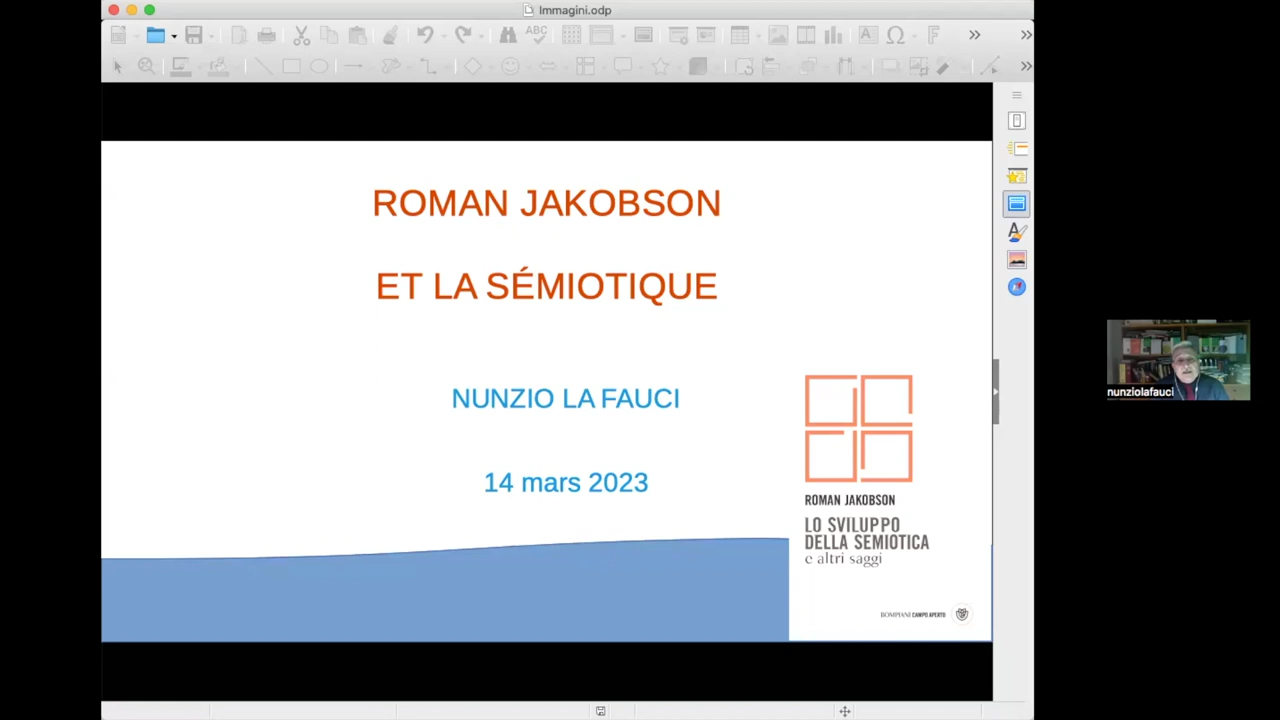 Immagini.odp
ABC
ROMAN JAKOBSON
ET LA SÉMIOTIQUE
NUNZIO LA FAUCI
14 mars 2023
ROMAN JAKOBSON
LO SVILUPPO
DELLA SEMIOTICA
e altri saggi
BOMPIANI CAMPO APERTO
nunziolafauci